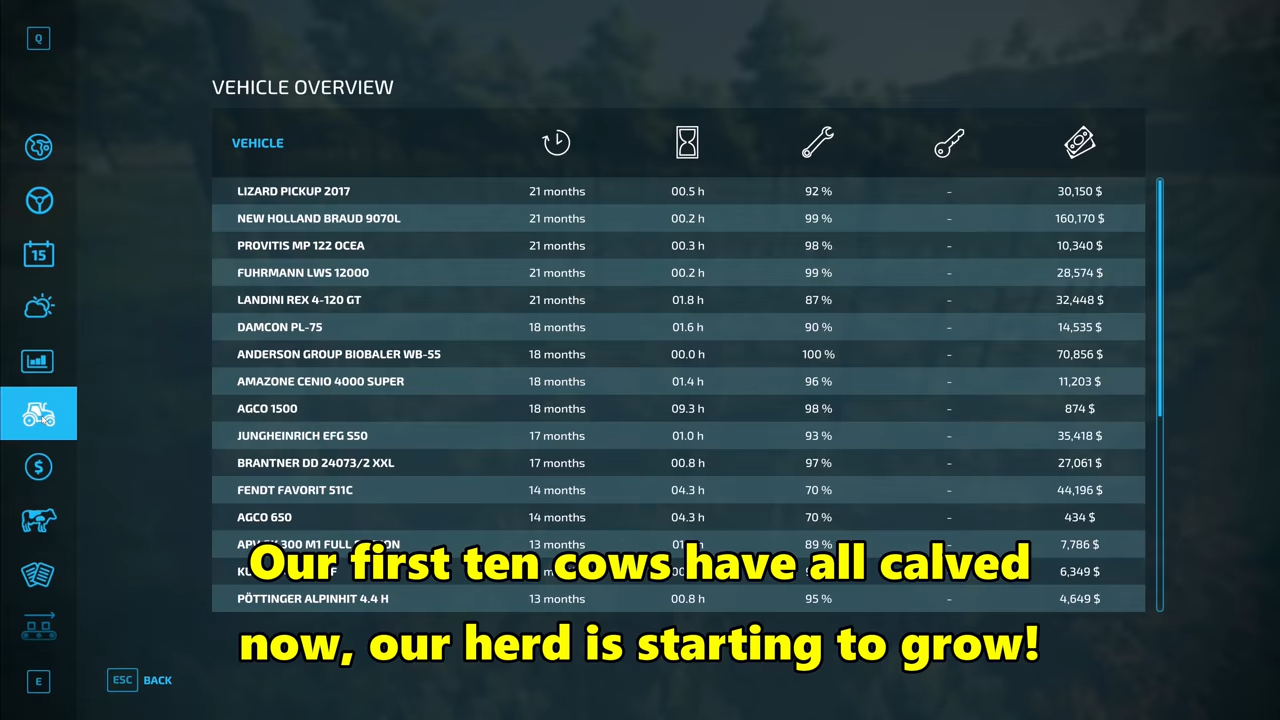 Q
VEHICLE OVERVIEW
VEHICLE
LIZARD PICKUP 2017 21 months 00.5 h 92 % - 30,150 $
NEW HOLLAND BRAUD 9070L 21 months 00.2 h 99 % - 160,170 $
PROVITIS MP 122 OCEA 21 months 00.3 h 98 % - 10,340 $
15
FUHRMANN LWS 12000 21 months 00.2 h 99 % - 28,574 $
LANDINI REX 4-120 GT 21 months 01.8 h 87 % - 32,448 $
DAMCON PL-75 18 months 01.6 h 90 % - 14,535 $
ANDERSON GROUP BIOBALER WB-55 18 months 00.0 h 100 % - 70,856 $
AMAZONE CENIO 4000 SUPER 18 months 01.4 h 96 % - 11,203 $
AGCO 1500 18 months 09.3 h 98 % - 874 $
JUNGHEINRICH EFG S50 17 months 01.0 h 93 % - 35,418 $
BRANTNER DD 24073/2 XXL 17 months 00.8 h 97 % - 27,061 $
FENDT FAVORIT 511C 14 months 04.3 h 70 % - 44,196 $
AGCO 650 14 months 04.3 h 70 % - 434 $
300 M1 13 months 89 % - 7,786 $
6,349 $
PÖTTINGER ALPINHIT 4.4 H 13 months 00.8 h 95 % - 4,649 $
Our first ten cows have all calved
now, our herd is starting to grow!
E
ESC BACK